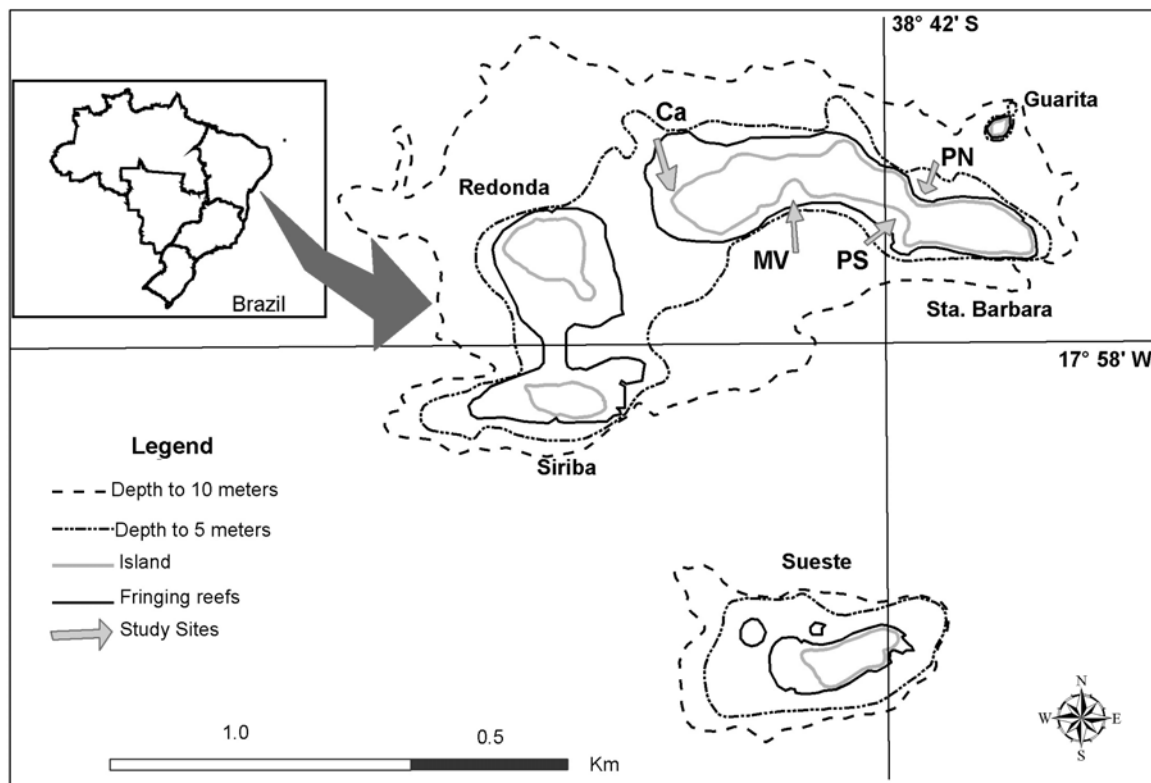 38° 42' S
Guarita
Ca
PN
Redonda
MV
PS
Brazil
Sta. Barbara
17° 58' W
Legend
Siriba
Depth to 10 meters
Depth to 5 meters
Sueste
Island
Fringing reefs
Study Sites
N
W
E
S
1.0
0.5
Km